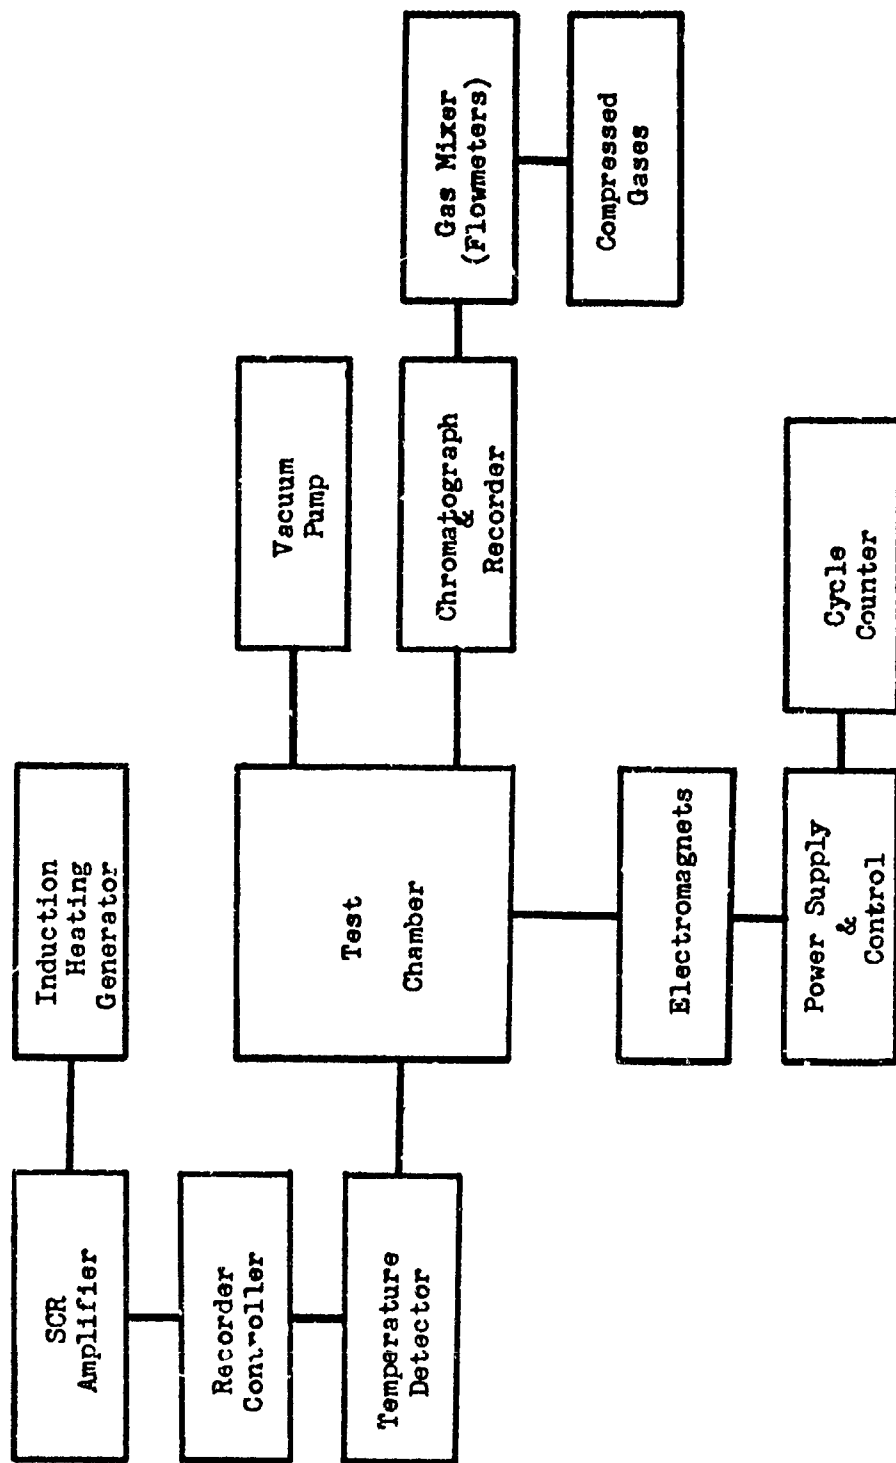 SCR
Amplifier
Induction
Heating
Generator
Recorder
Controller
Test
Chamber
Vacuum
Pump
Temperature
Detector
Chromatograph
&
Recorder
Gas Mixer
(Flowmeters)
Compressed
Gases
Electromagnets
Power Supply
&
Control
Cycle
Counter